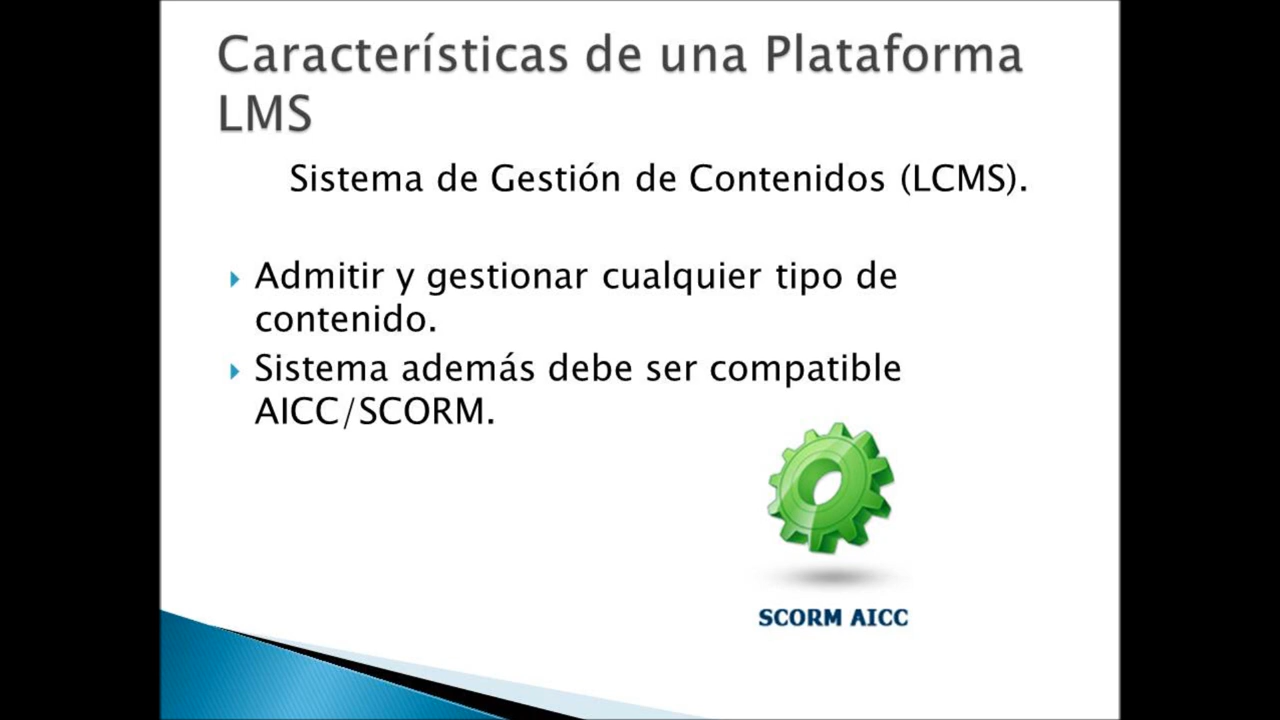 Características de una Plataforma
LMS
Sistema de Gestión de Contenidos (LCMS).
Admitir y gestionar cualquier tipo de
contenido.
Sistema además debe ser compatible
AICC/SCORM.
SCORM AICC